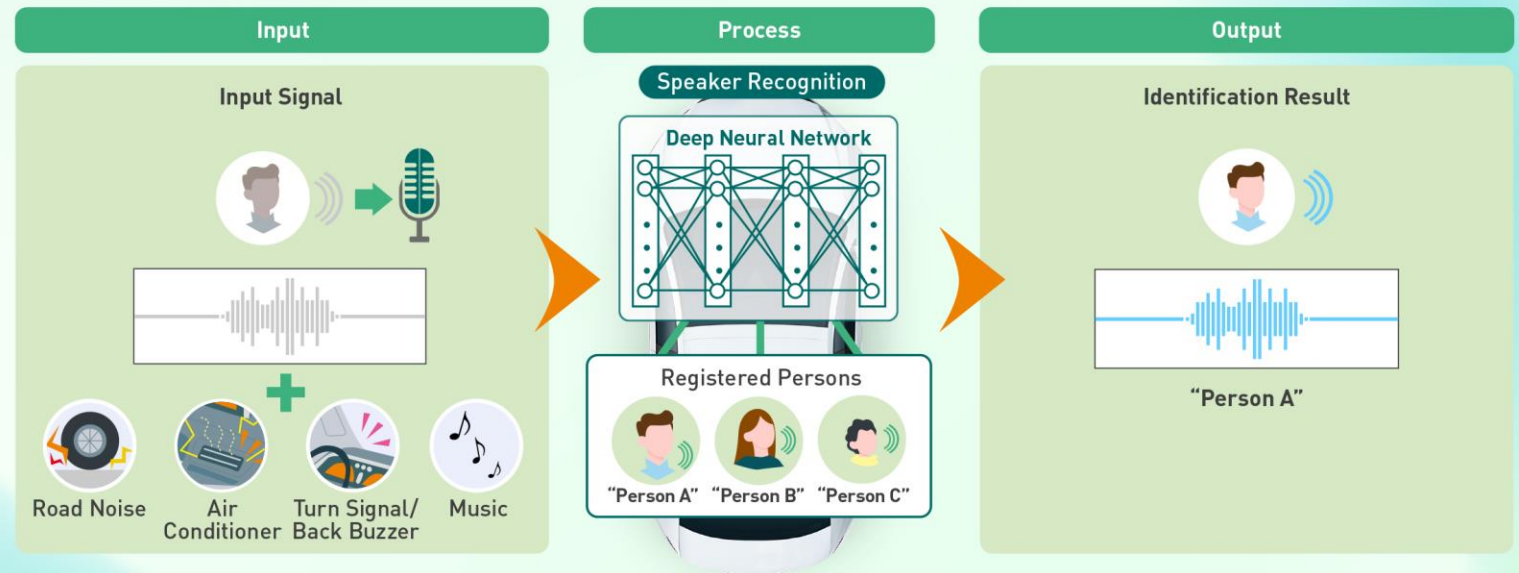 Input
Process
Output
Input Signal
Speaker Recognition
Deep Neural Network
Identification Result
Registered Persons
“Person A” “Person B” “Person C”
“Person A”
Road Noise
Air
Conditioner
Turn Signal/
Back Buzzer
Music